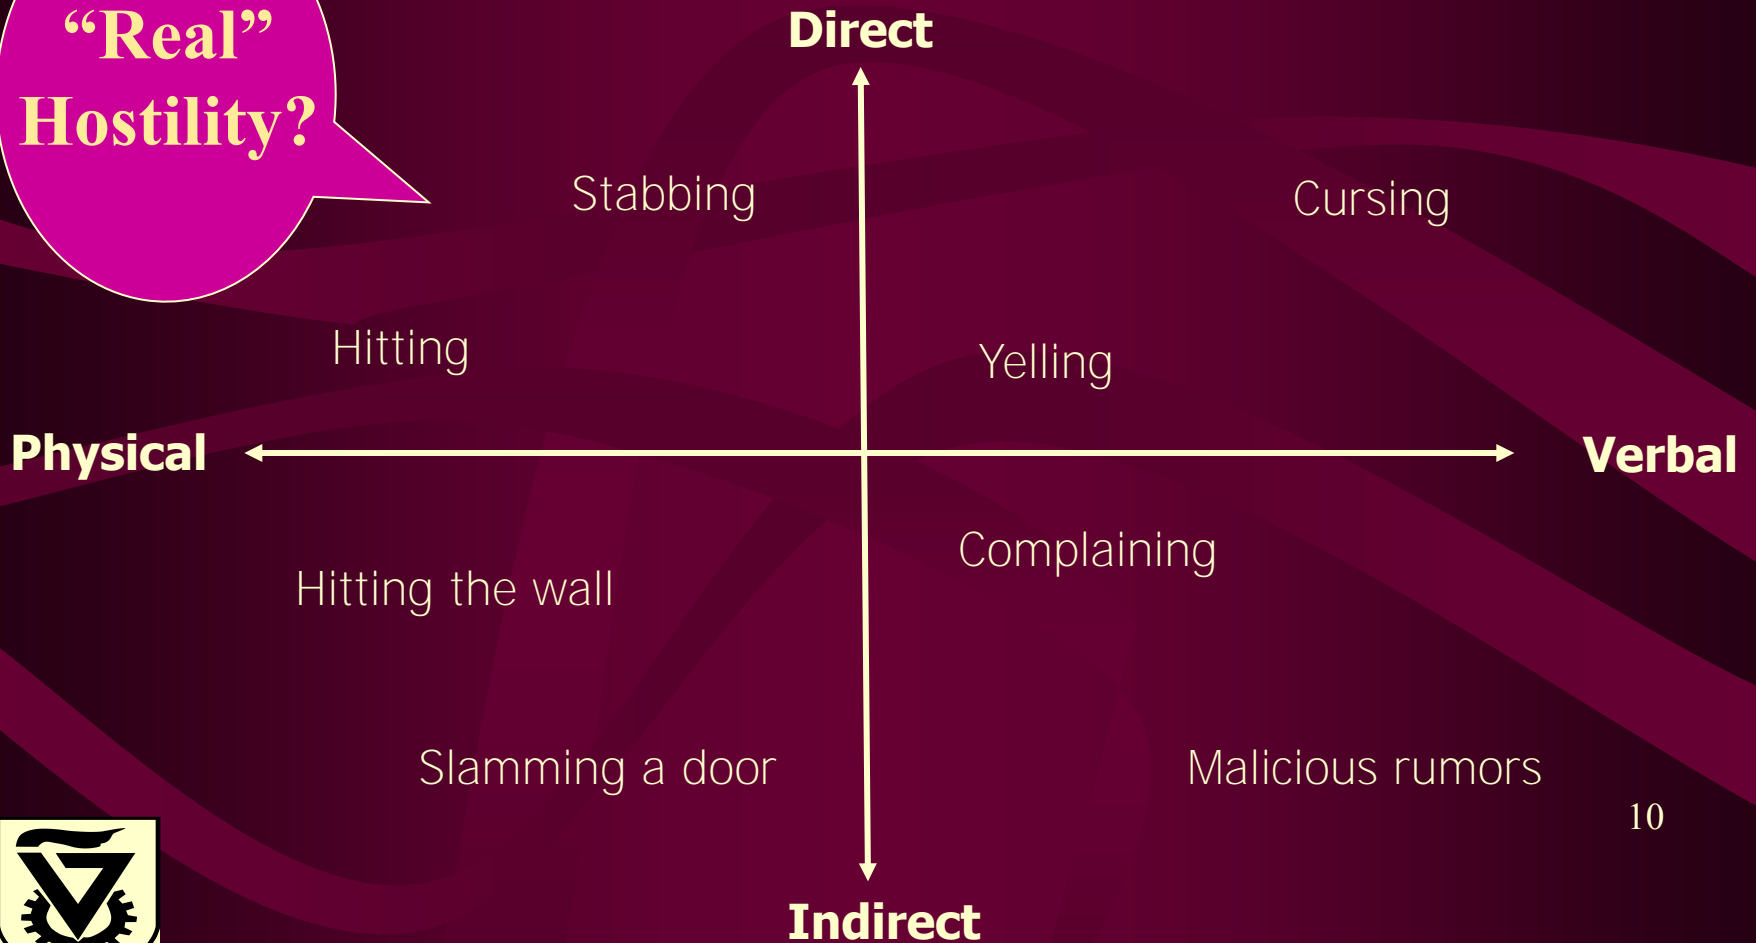 “Real”
Hostility?
Direct
Stabbing
Cursing
Hitting
Yelling
Physical
Verbal
Complaining
Hitting the wall
Slamming a door
Malicious rumors
10
Indirect